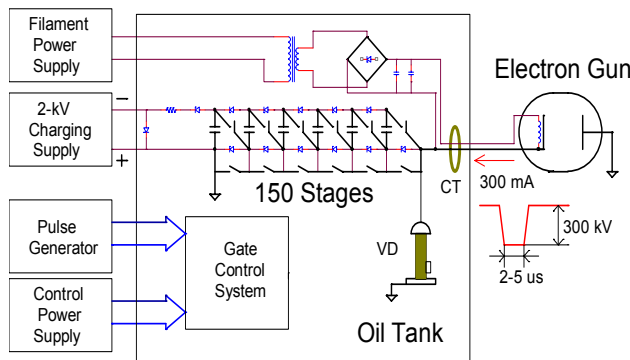 Filament
Power
Supply
Electron Gun
2-kV
Charging
Supply
−
+
150 Stages
CT
300 mA
300 kV
2-5 us
Pulse
Generator
Gate
Control
System
VD
Control
Power
Supply
Oil Tank